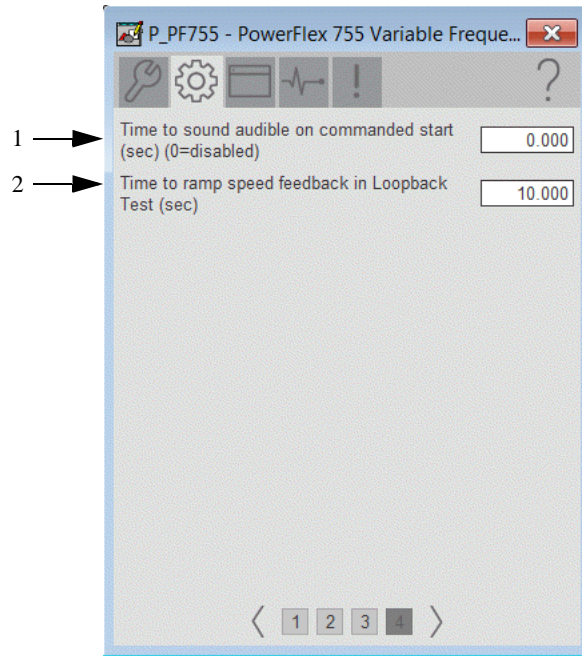 P_PF755 - PowerFlex 755 Variable Freque...
?
1
Time to sound audible on commanded start
(sec) (0=disabled)
0.000
2
Time to ramp speed feedback in Loopback
Test (sec)
10.000
1 2 3 4